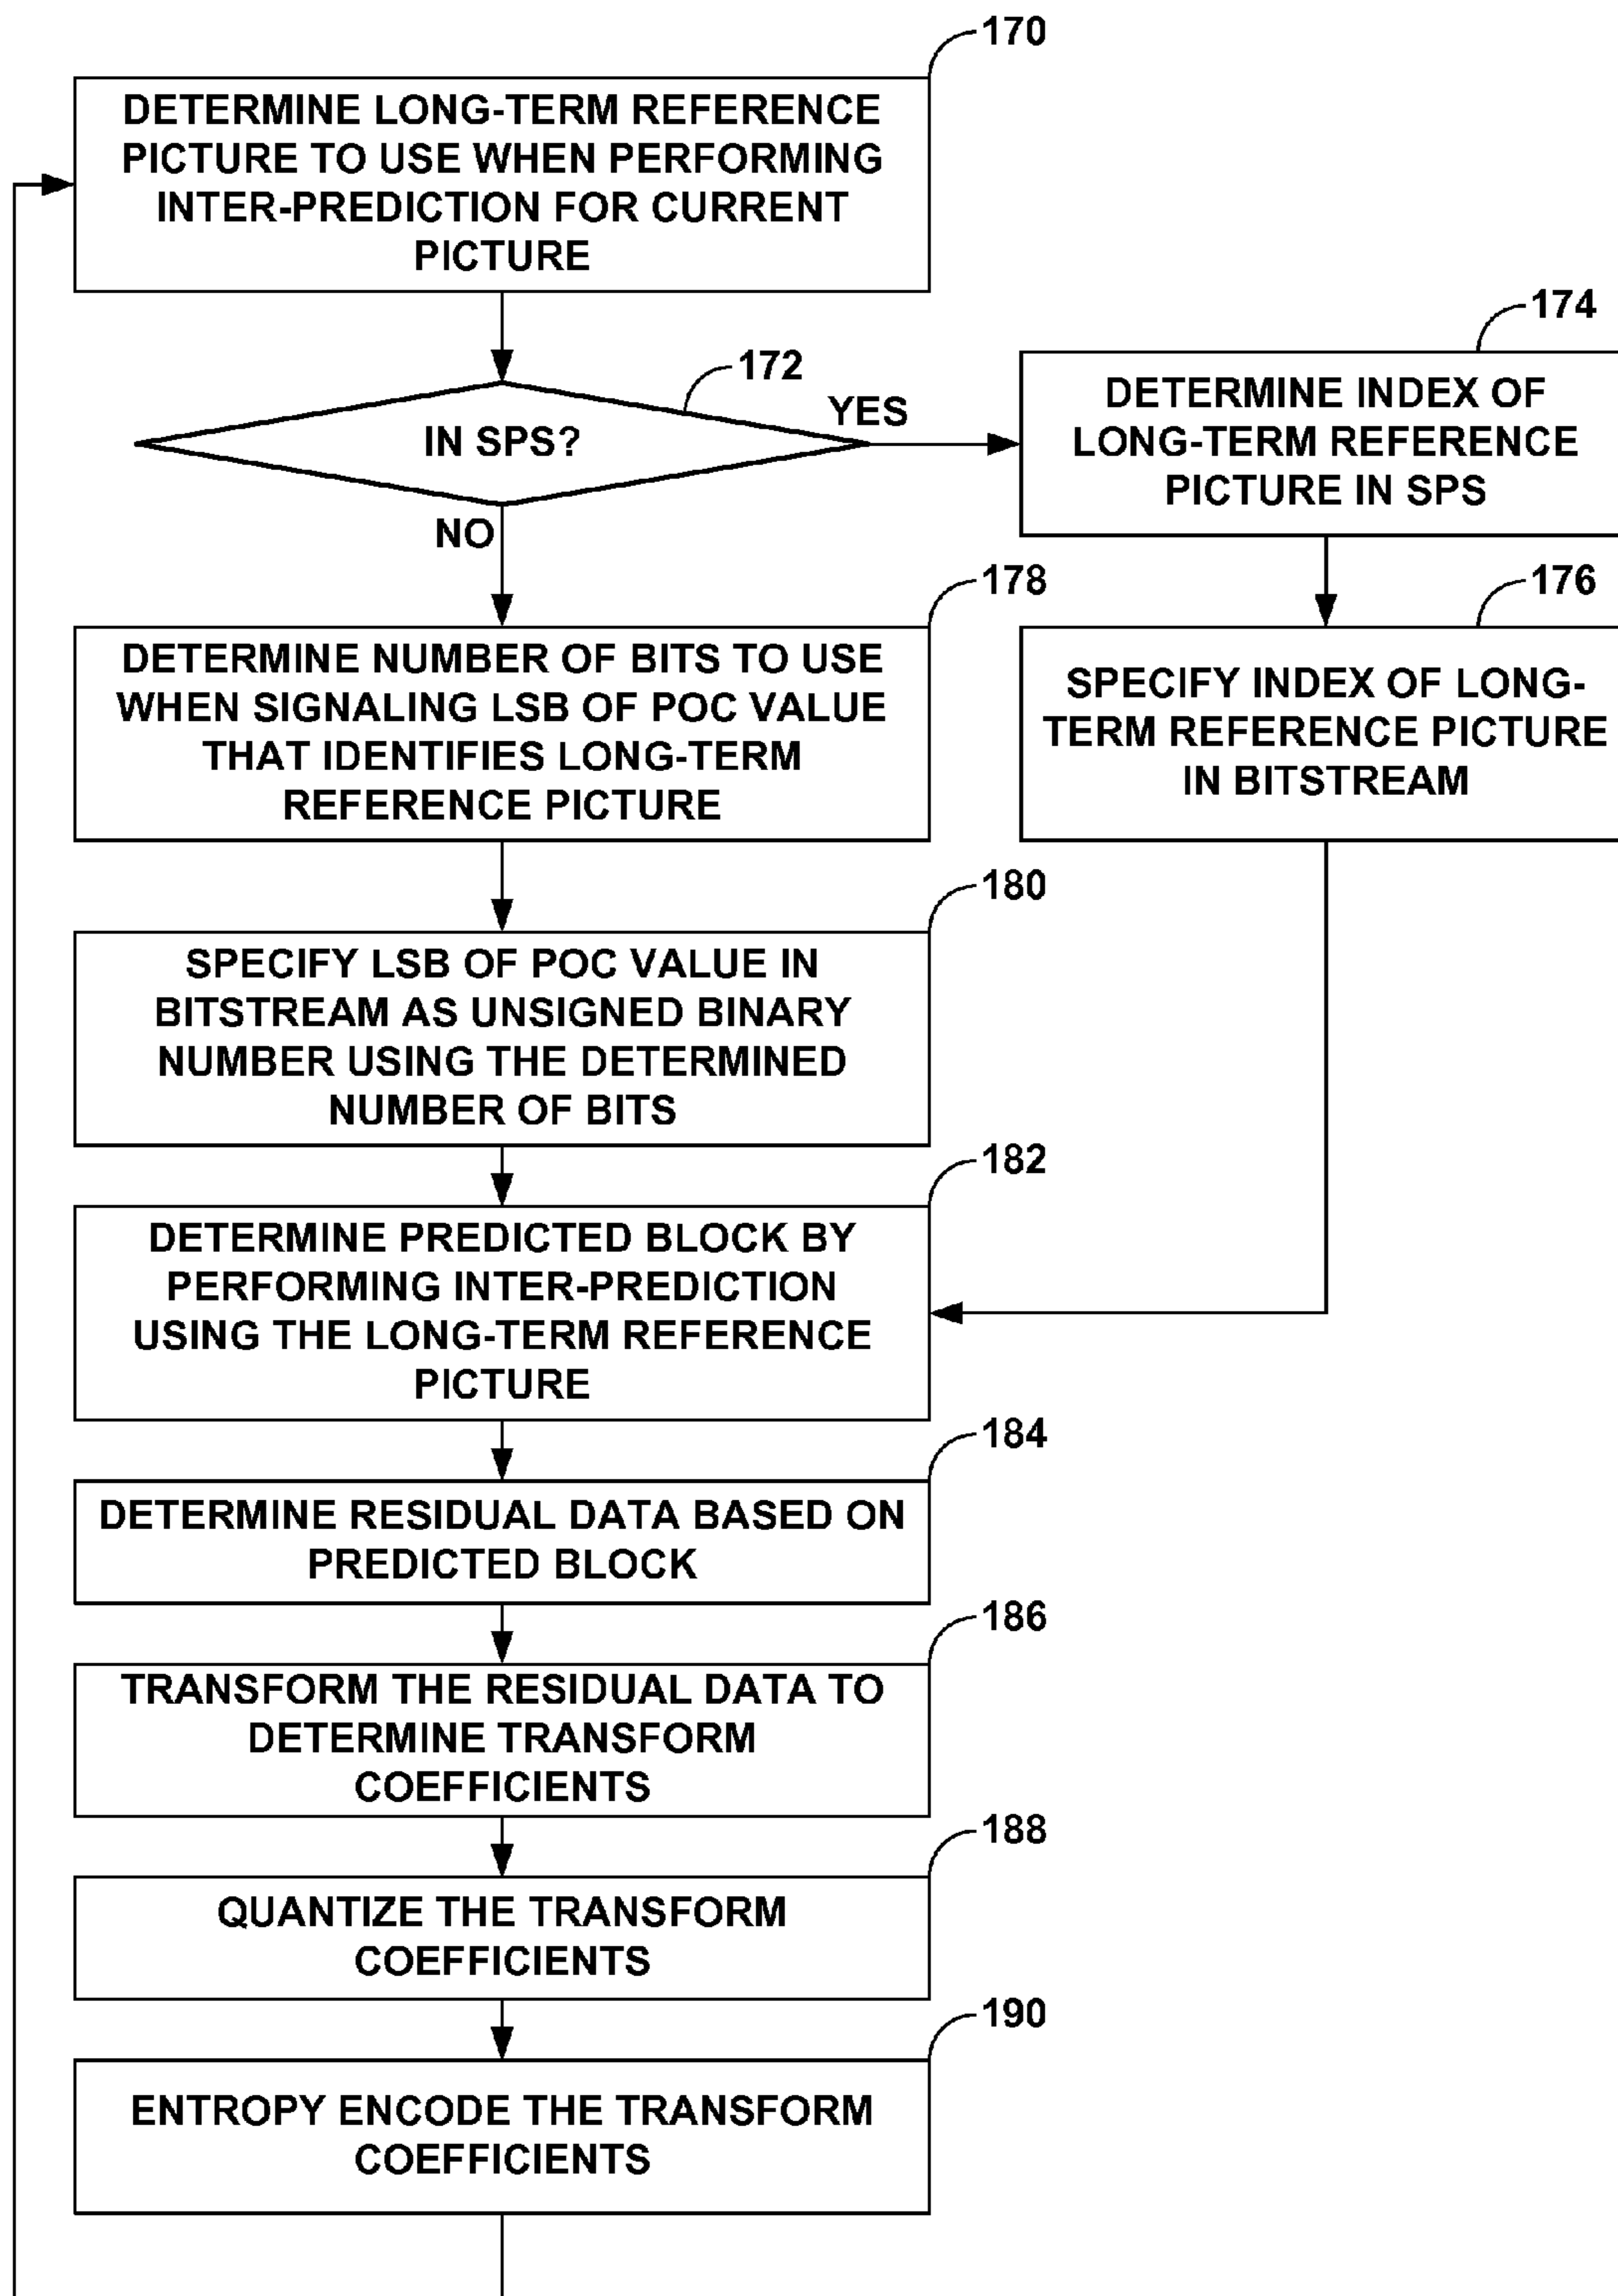 170
DETERMINE LONG-TERM REFERENCE
PICTURE TO USE WHEN PERFORMING
INTER-PREDICTION FOR CURRENT
PICTURE
172
IN SPS?
YES
NO
174
DETERMINE INDEX OF
LONG-TERM REFERENCE
PICTURE IN SPS
176
SPECIFY INDEX OF LONG-
TERM REFERENCE PICTURE
IN BITSTREAM
178
DETERMINE NUMBER OF BITS TO USE
WHEN SIGNALING LSB OF POC VALUE
THAT IDENTIFIES LONG-TERM
REFERENCE PICTURE
180
SPECIFY LSB OF POC VALUE IN
BITSTREAM AS UNSIGNED BINARY
NUMBER USING THE DETERMINED
NUMBER OF BITS
182
DETERMINE PREDICTED BLOCK BY
PERFORMING INTER-PREDICTION
USING THE LONG-TERM REFERENCE
PICTURE
184
DETERMINE RESIDUAL DATA BASED ON
PREDICTED BLOCK
186
TRANSFORM THE RESIDUAL DATA TO
DETERMINE TRANSFORM
COEFFICIENTS
188
QUANTIZE THE TRANSFORM
COEFFICIENTS
190
ENTROPY ENCODE THE TRANSFORM
COEFFICIENTS